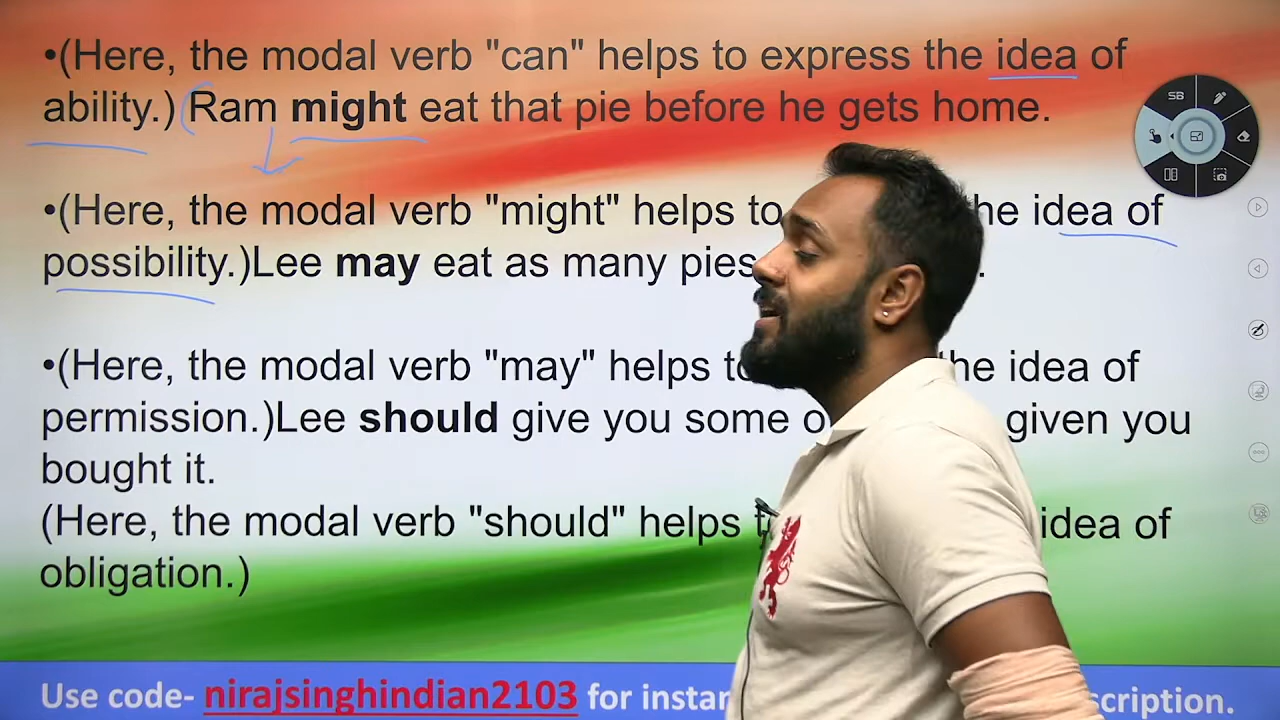 •(Here, the modal verb "can" helps to express the idea of
ability.) Ram might eat that pie before he gets home.
•(Here, the modal verb "might" helps to the idea of
possibility.)Lee may eat as many pies .
•(Here, the modal verb "may" helps to the idea of
permission.)Lee should give you some given you
bought it.
(Here, the modal verb "should" helps idea of
obligation.)
Use code- nirajsinghindian2103 for
SB